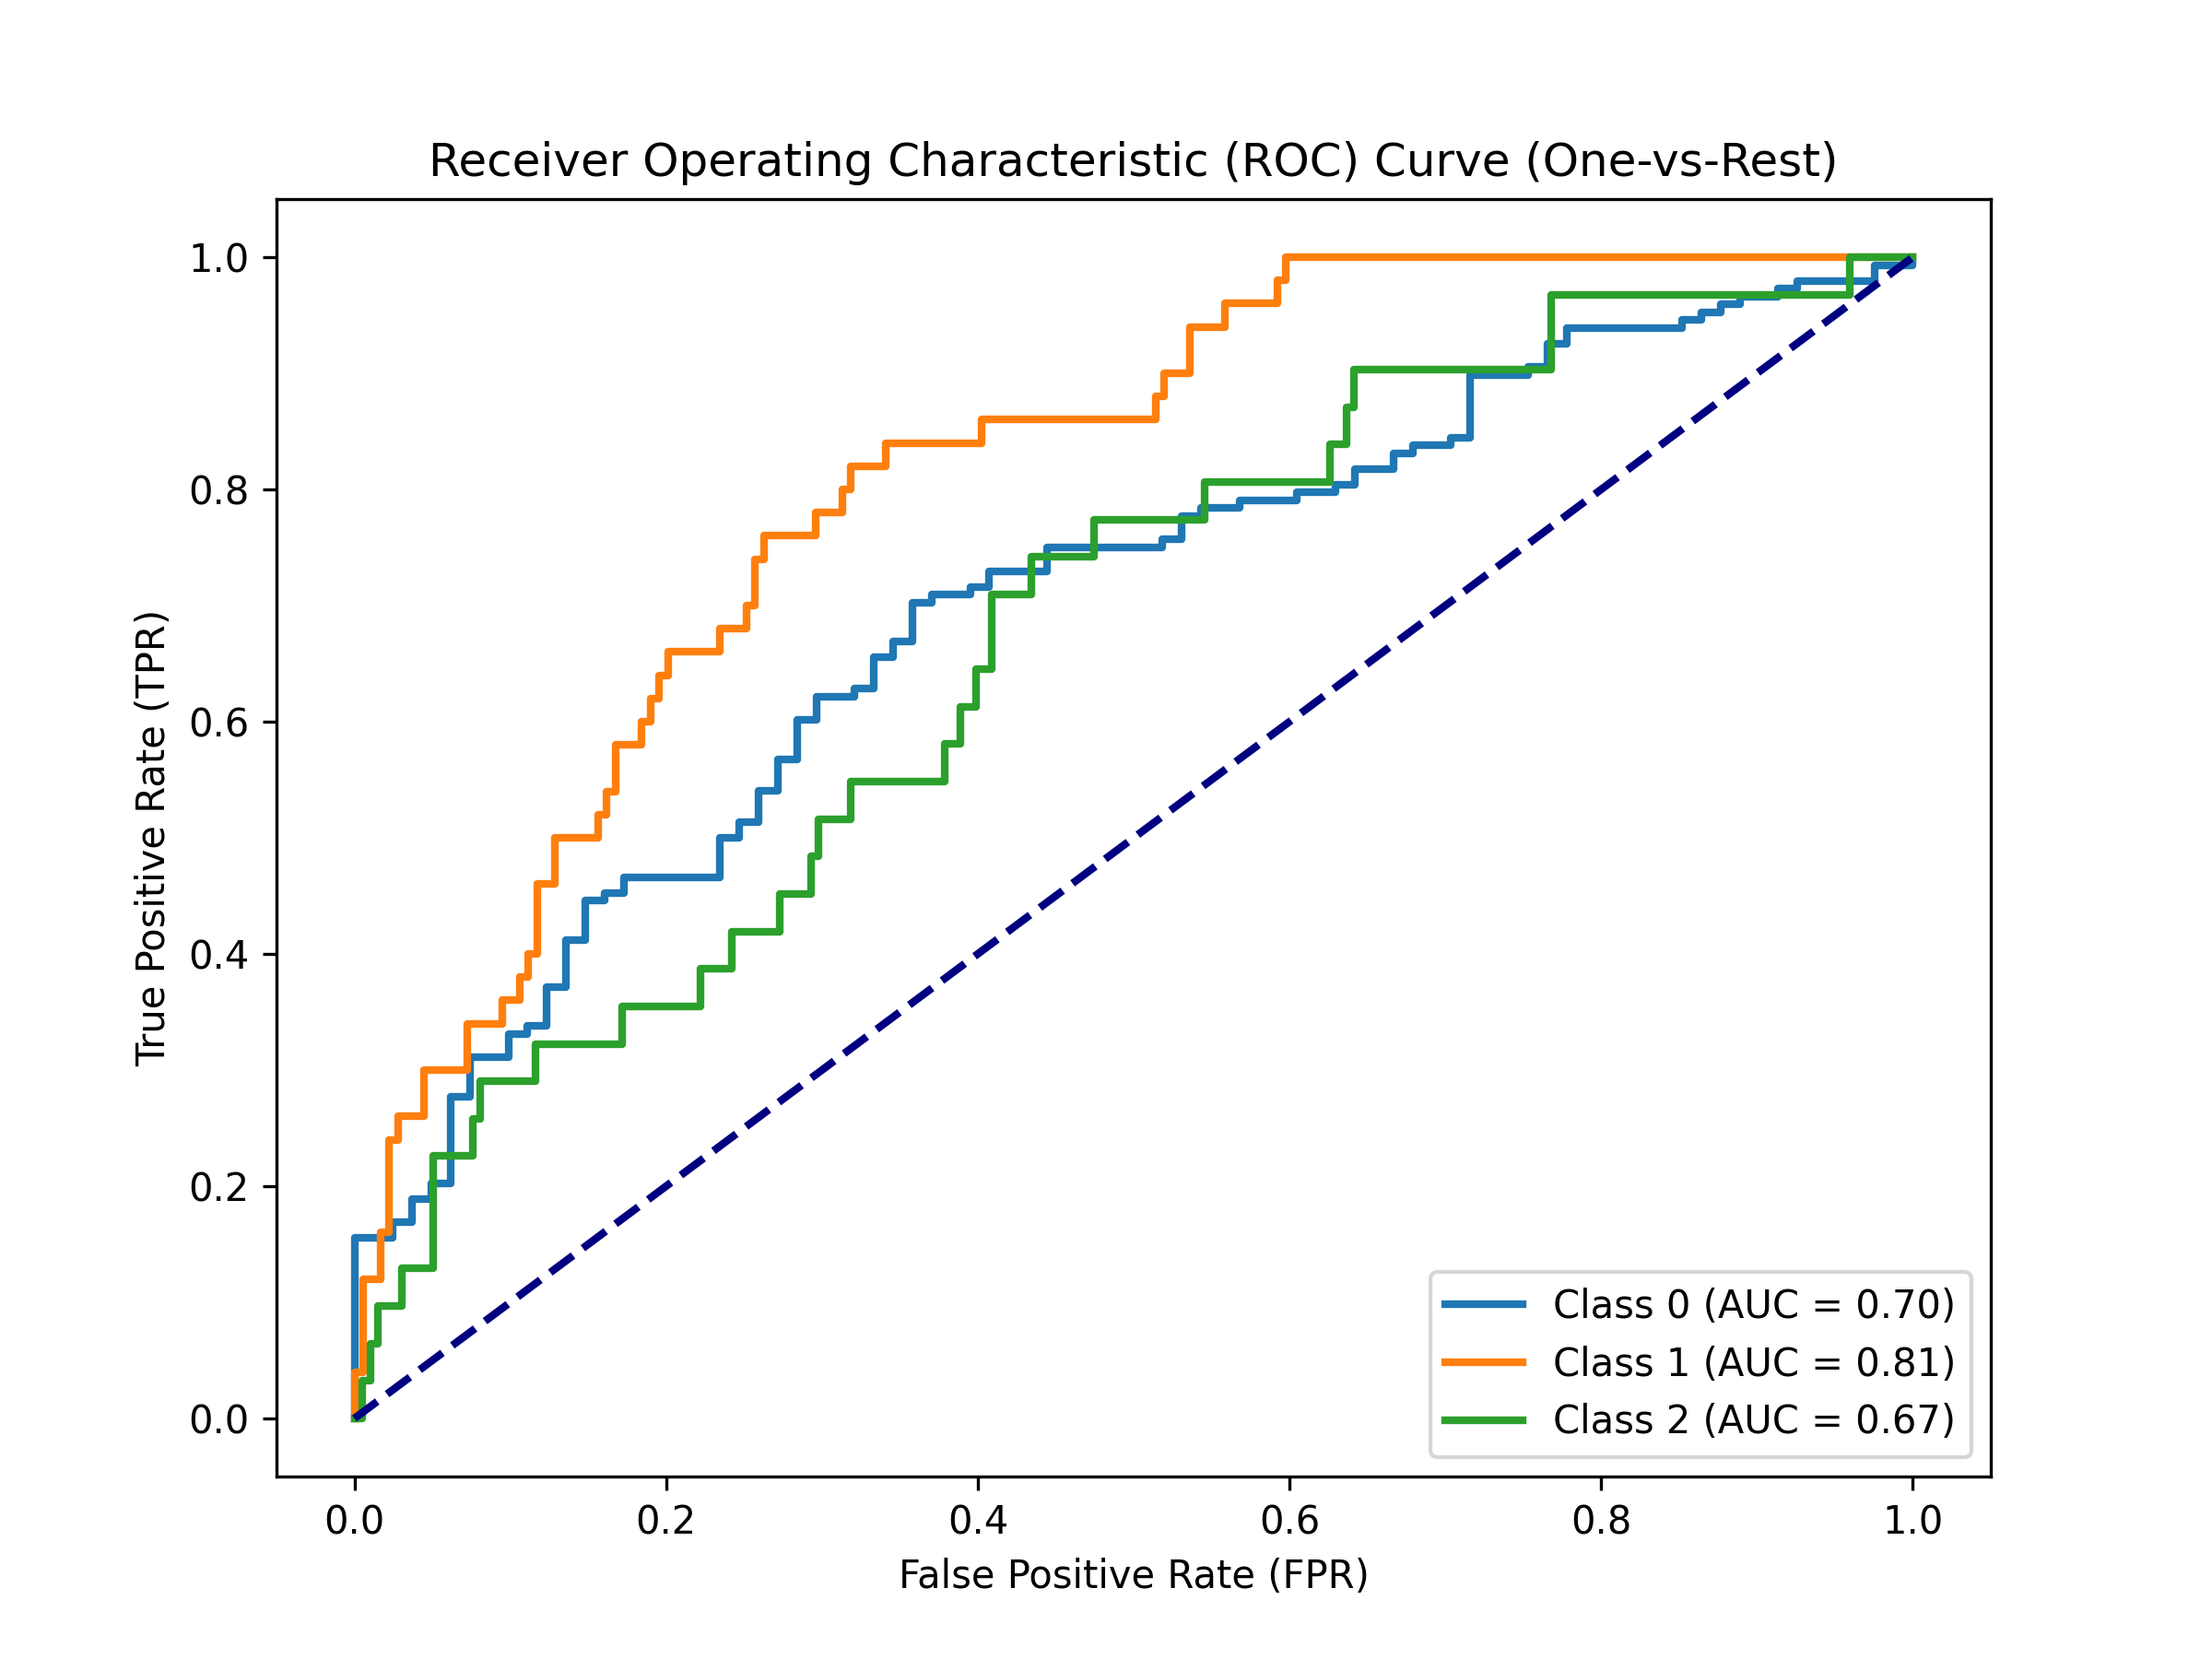 Receiver Operating Characteristic (ROC) Curve (One-vs-Rest)
True Positive Rate (TPR)
1.0
0.8
0.6
0.4
0.2
0.0
Class 0 (AUC = 0.70)
Class 1 (AUC = 0.81)
Class 2 (AUC = 0.67)
0.0 0.2 0.4 0.6 0.8 1.0
False Positive Rate (FPR)